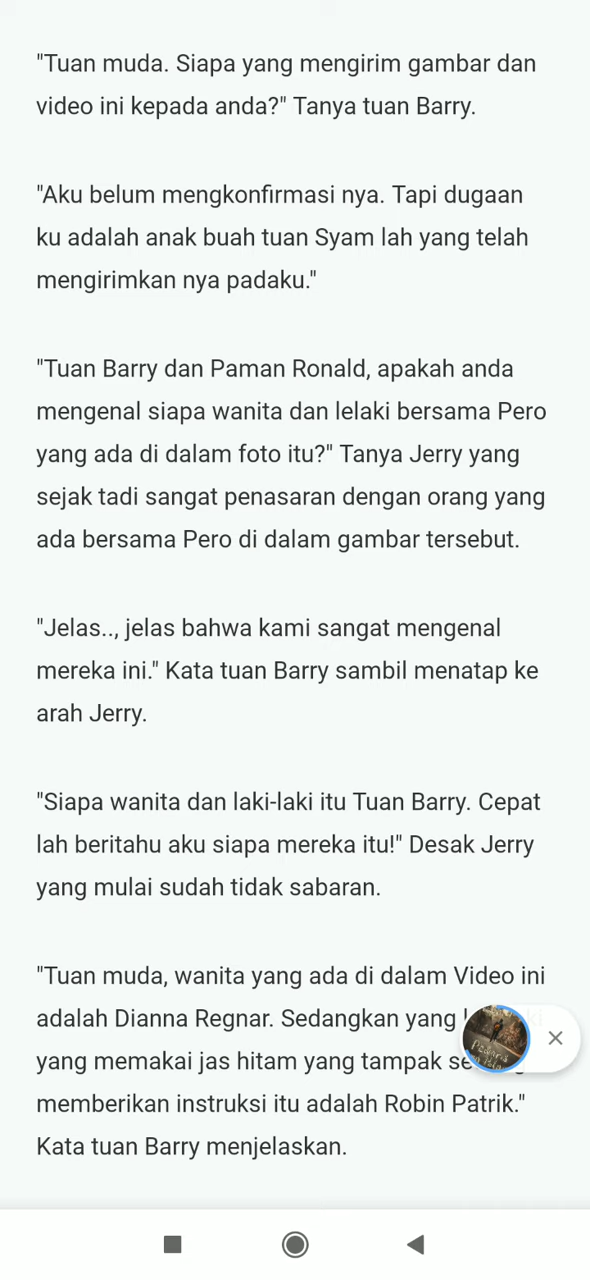 "Tuan muda. Siapa yang mengirim gambar dan
video ini kepada anda?" Tanya tuan Barry.
"Aku belum mengkonfirmasi nya. Tapi dugaan
ku adalah anak buah tuan Syam lah yang telah
mengirimkan nya padaku."
"Tuan Barry dan Paman Ronald, apakah anda
mengenal siapa wanita dan lelaki bersama Pero
yang ada di dalam foto itu?" Tanya Jerry yang
sejak tadi sangat penasaran dengan orang yang
ada bersama Pero di dalam gambar tersebut.
"Jelas.., jelas bahwa kami sangat mengenal
mereka ini." Kata tuan Barry sambil menatap ke
arah Jerry.
"Siapa wanita dan laki-laki itu Tuan Barry. Cepat
lah beritahu aku siapa mereka itu!" Desak Jerry
yang mulai sudah tidak sabaran.
"Tuan muda, wanita yang ada di dalam Video ini
adalah Dianna Regnar. Sedangkan yang
yang memakai jas hitam yang tampak
memberikan instruksi itu adalah Robin Patrik."
Kata tuan Barry menjelaskan.